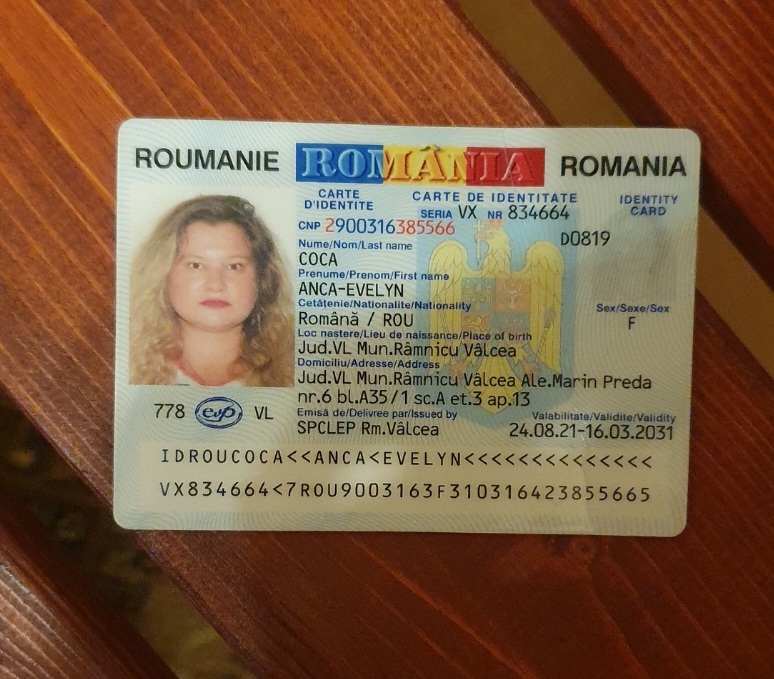 ROUMANIE ROMÂNIA ROMANIA
CARTE D'IDENTITE CARTE DE IDENTITATE IDENTITY CARD
SERIA VX NR 834664
CNP 2900316385566
D0819
Nume/Nom/Last name
COCA
Prenume/Prenom/First name
ANCA-EVELYN
Cetăţenie/Nationalite/Nationality
Română / ROU
Sex/Sexe/Sex
F
Loc nastere/Lieu de naissance/Place of birth
Jud.VL Mun.Râmnicu Vâlcea
Domiciliu/Adresse/Address
Jud.VL Mun.Râmnicu Vâlcea Ale.Marin Preda
nr.6 bl.A35/1 sc.A et.3 ap.13
Emisă de/Delivree par/Issued by Valabilitate/Validite/Validity
SPCLEP Rm.Vâlcea 24.08.21-16.03.2031
778 evp VL
IDROUCOCA<<ANCA<EVELYN<<<<<<<<<<<<<<
VX834664<7ROU9003163F310316423855665